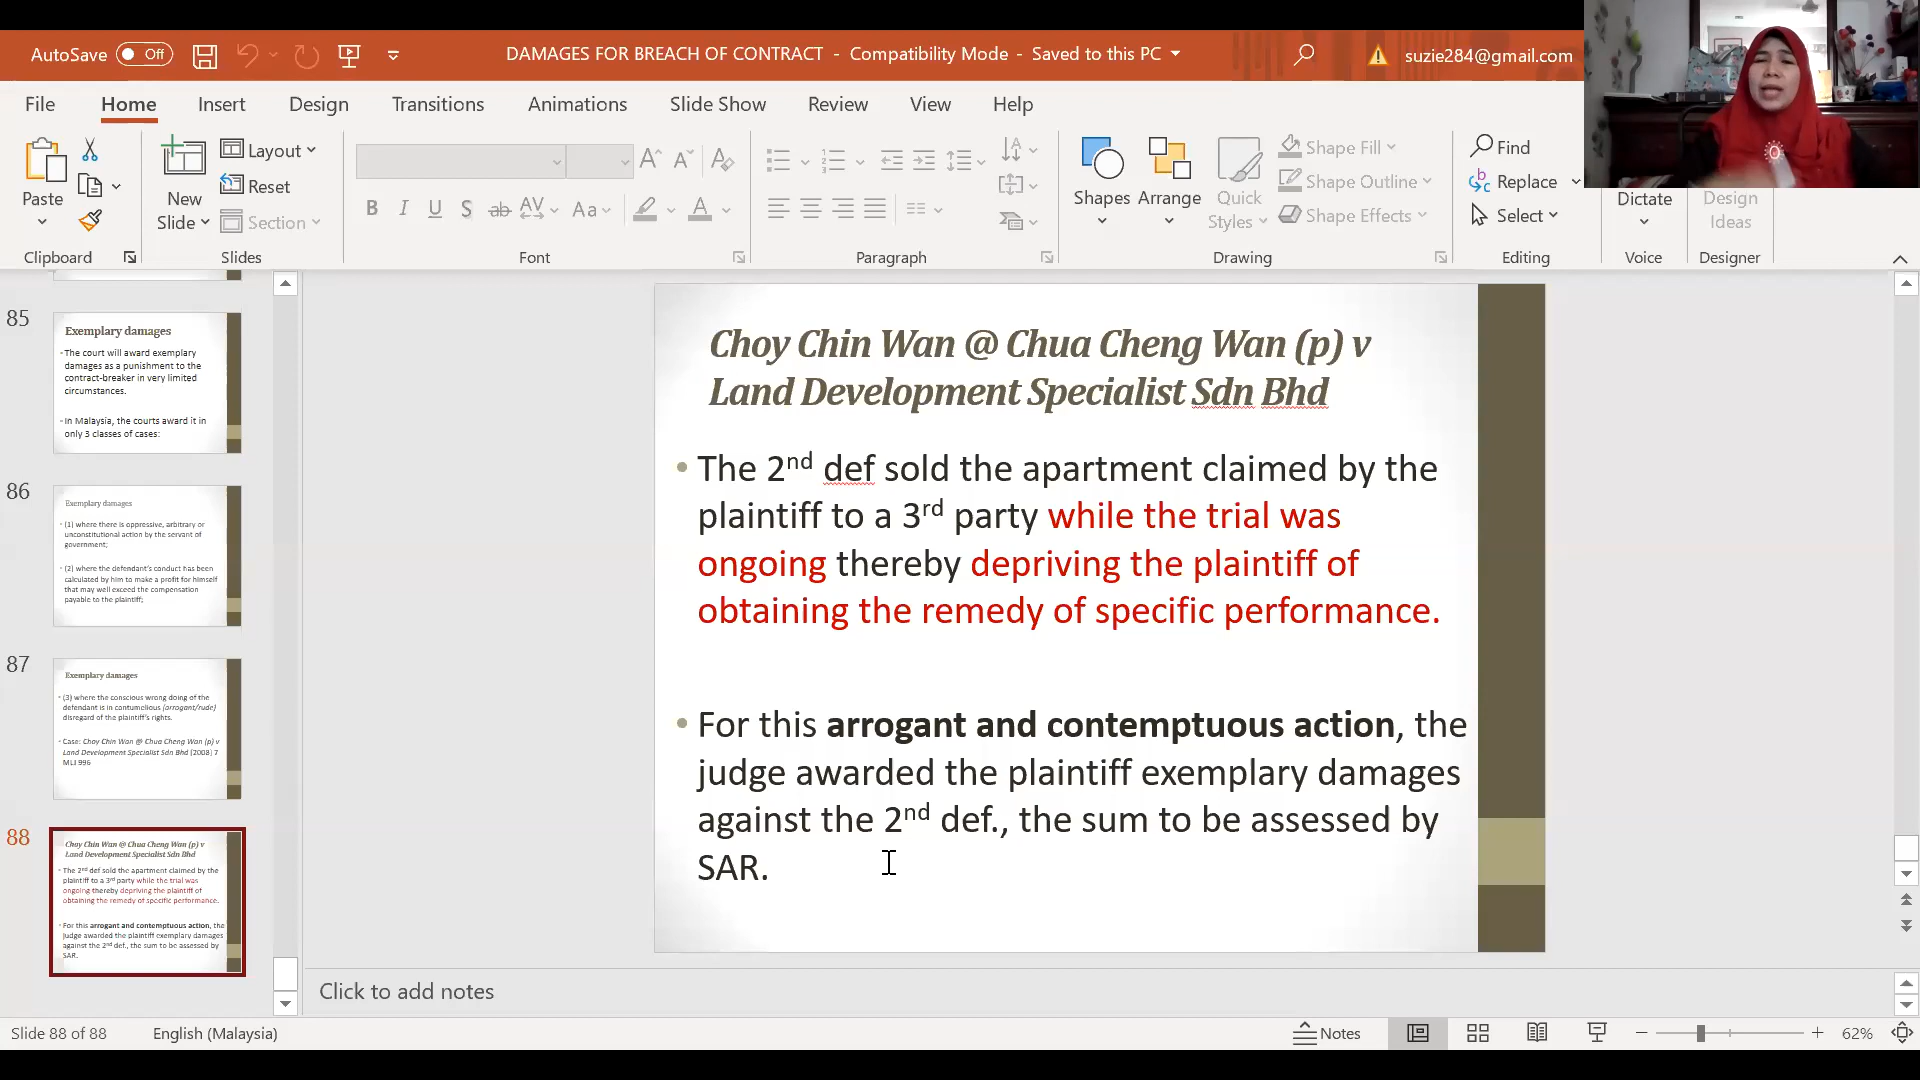 AutoSave Off
DAMAGES FOR BREACH OF CONTRACT - Compatibility Mode - Saved to this PC
suzie284@gmail.com
File Home Insert Design Transitions Animations Slide Show Review View Help
Paste
Clipboard
New
Slide
Layout
Reset
Section
Slides
B I U S ab AV Aa A
Font
Paragraph
Shapes
Arrange
Quick
Styles
Shape Fill
Shape Outline
Shape Effects
Drawing
Find
Replace
Select
Editing
Dictate
Voice
Design
Ideas
Designer
85
Exemplary damages
The court will award exemplary
damages as a punishment to the
contract-breaker in very limited
circumstances.
In Malaysia, the courts award it in
only 3 classes of cases:
86
Exemplary damages
(1) where there is oppressive, arbitrary or
unconstitutional action by the servant of
government;
(2) where the defendant's conduct has been
calculated by him to make a profit for himself
that may well exceed the compensation
payable to the plaintiff;
87
Exemplary damages
(3) where the conscious wrong doing of the
defendant is in contumelious (arrogant/rude)
disregard of the plaintiff's rights.
Case: Choy Chin Wan @ Chua Cheng Wan (p) v
Land Development Specialist Sdn Bhd [2008] 7
MLJ 996
88
Choy Chin Wan @ Chua Cheng Wan (p) v
Land Development Specialist Sdn Bhd
The 2nd def sold the apartment claimed by the
plaintiff to a 3rd party while the trial was
ongoing thereby depriving the plaintiff of
obtaining the remedy of specific performance.
For this arrogant and contemptuous action, the
judge awarded the plaintiff exemplary damages
against the 2nd def., the sum to be assessed by
SAR.
Choy Chin Wan @ Chua Cheng Wan (p) v
Land Development Specialist Sdn Bhd
• The 2nd def sold the apartment claimed by the
plaintiff to a 3rd party while the trial was
ongoing thereby depriving the plaintiff of
obtaining the remedy of specific performance.
• For this arrogant and contemptuous action, the
judge awarded the plaintiff exemplary damages
against the 2nd def., the sum to be assessed by
SAR.
Click to add notes
Slide 88 of 88 English (Malaysia) Notes 62%